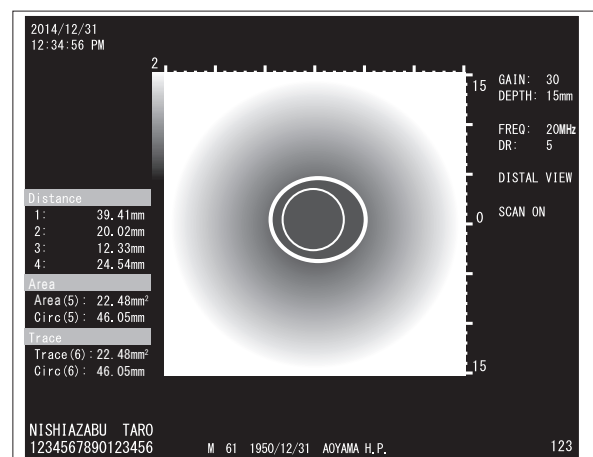 2014/12/31
12:34:56 PM
2
15
0
15
GAIN: 30
DEPTH: 15mm
FREQ: 20MHz
DR: 5
DISTAL VIEW
SCAN ON
Distance
1: 39.41mm
2: 20.02mm
3: 12.33mm
4: 24.54mm
Area
Area(5): 22.48mm²
Circ(5): 46.05mm
Trace
Trace(6): 22.48mm²
Circ(6): 46.05mm
NISHIAZABU TARO
1234567890123456 M 61 1950/12/31 AOYAMA H.P. 123